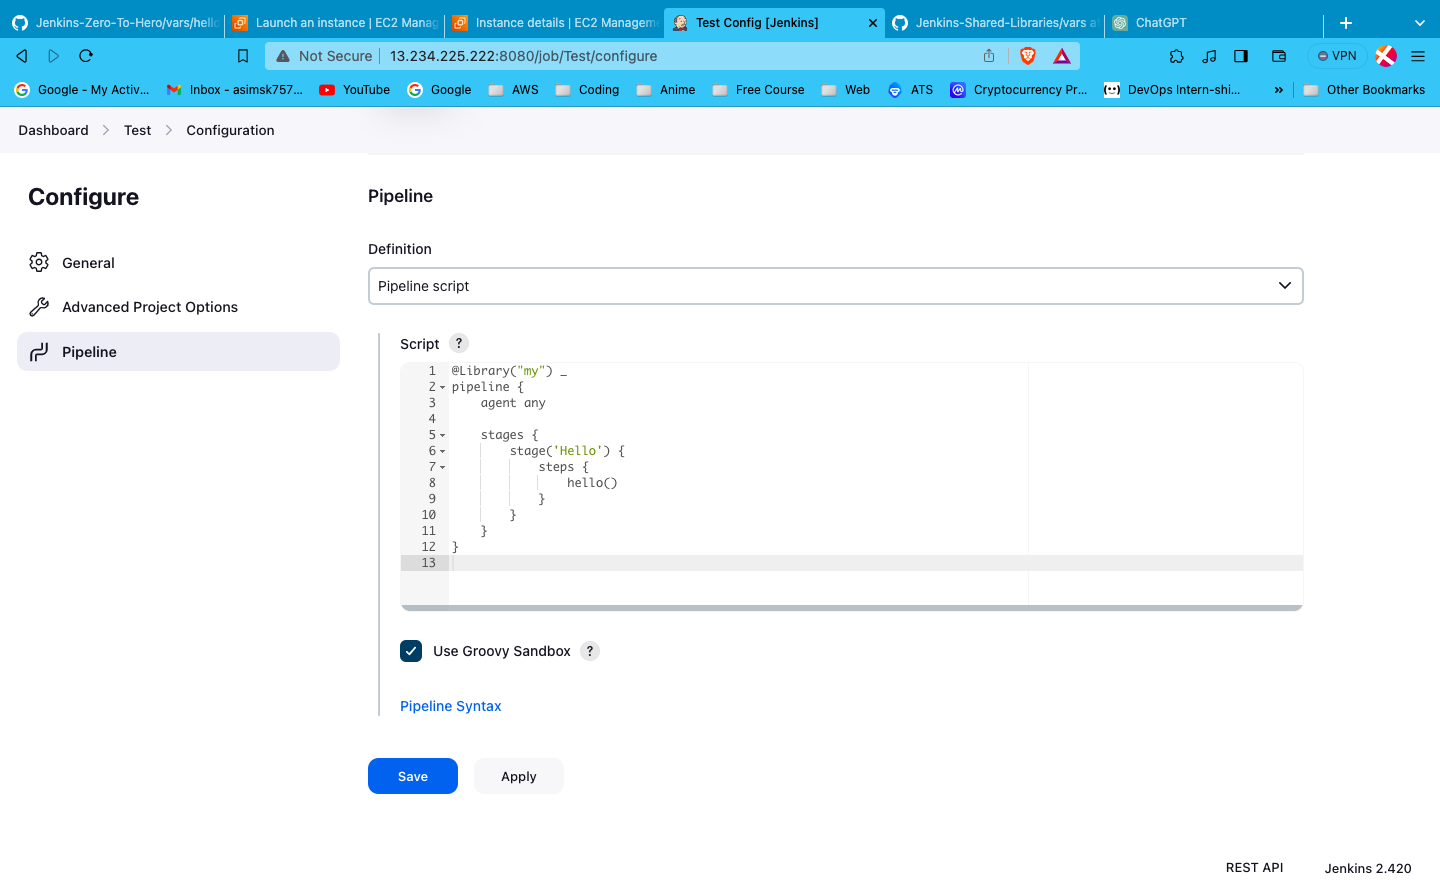 Jenkins-Zero-To-Hero/vars/hello
Launch an instance | EC2 Manag
Instance details | EC2 Manageme
Test Config [Jenkins]
Jenkins-Shared-Libraries/vars a
ChatGPT
Not Secure
13.234.225.222:8080/job/Test/configure
VPN
Google - My Activ...
Inbox - asimsk757...
YouTube
Google
AWS
Coding
Anime
Free Course
Web
ATS
Cryptocurrency Pr...
DevOps Intern-shi...
»
Other Bookmarks
Dashboard
Test
Configuration
Configure
General
Advanced Project Options
Pipeline
Pipeline
Definition
Pipeline script
Script ?
1 @Library("my") _
2 pipeline {
3     agent any
4
5     stages {
6         stage('Hello') {
7             steps {
8                 hello()
9             }
10         }
11     }
12 }
13
Use Groovy Sandbox ?
Pipeline Syntax
Save
Apply
REST API
Jenkins 2.420